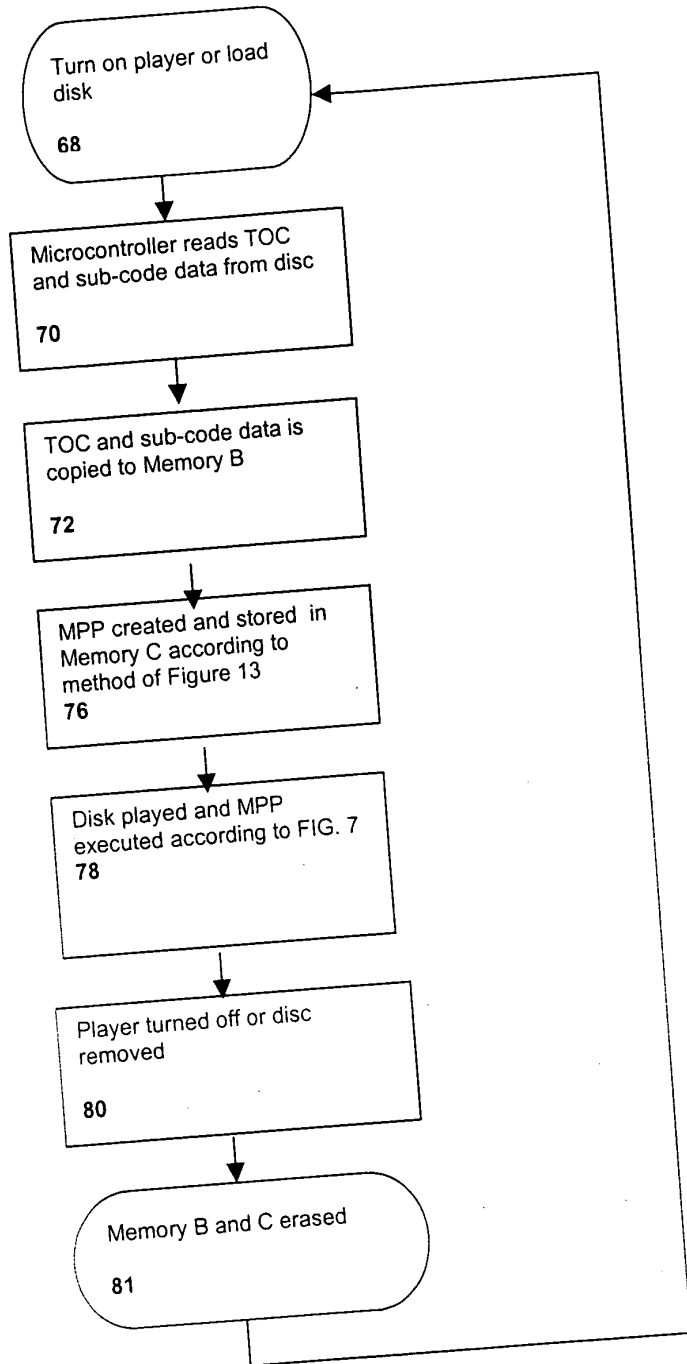 Turn on player or load
disk
68
Microcontroller reads TOC
and sub-code data from disc
70
TOC and sub-code data is
copied to Memory B
72
MPP created and stored in
Memory C according to
method of Figure 13
76
Disk played and MPP
executed according to FIG. 7
78
Player turned off or disc
removed
80
Memory B and C erased
81